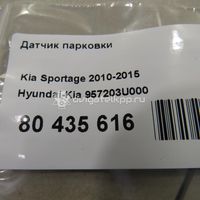 Датчик парковки
Kia Sportage 2010-2015
Hyundai-Kia 957203U000
80 435 616